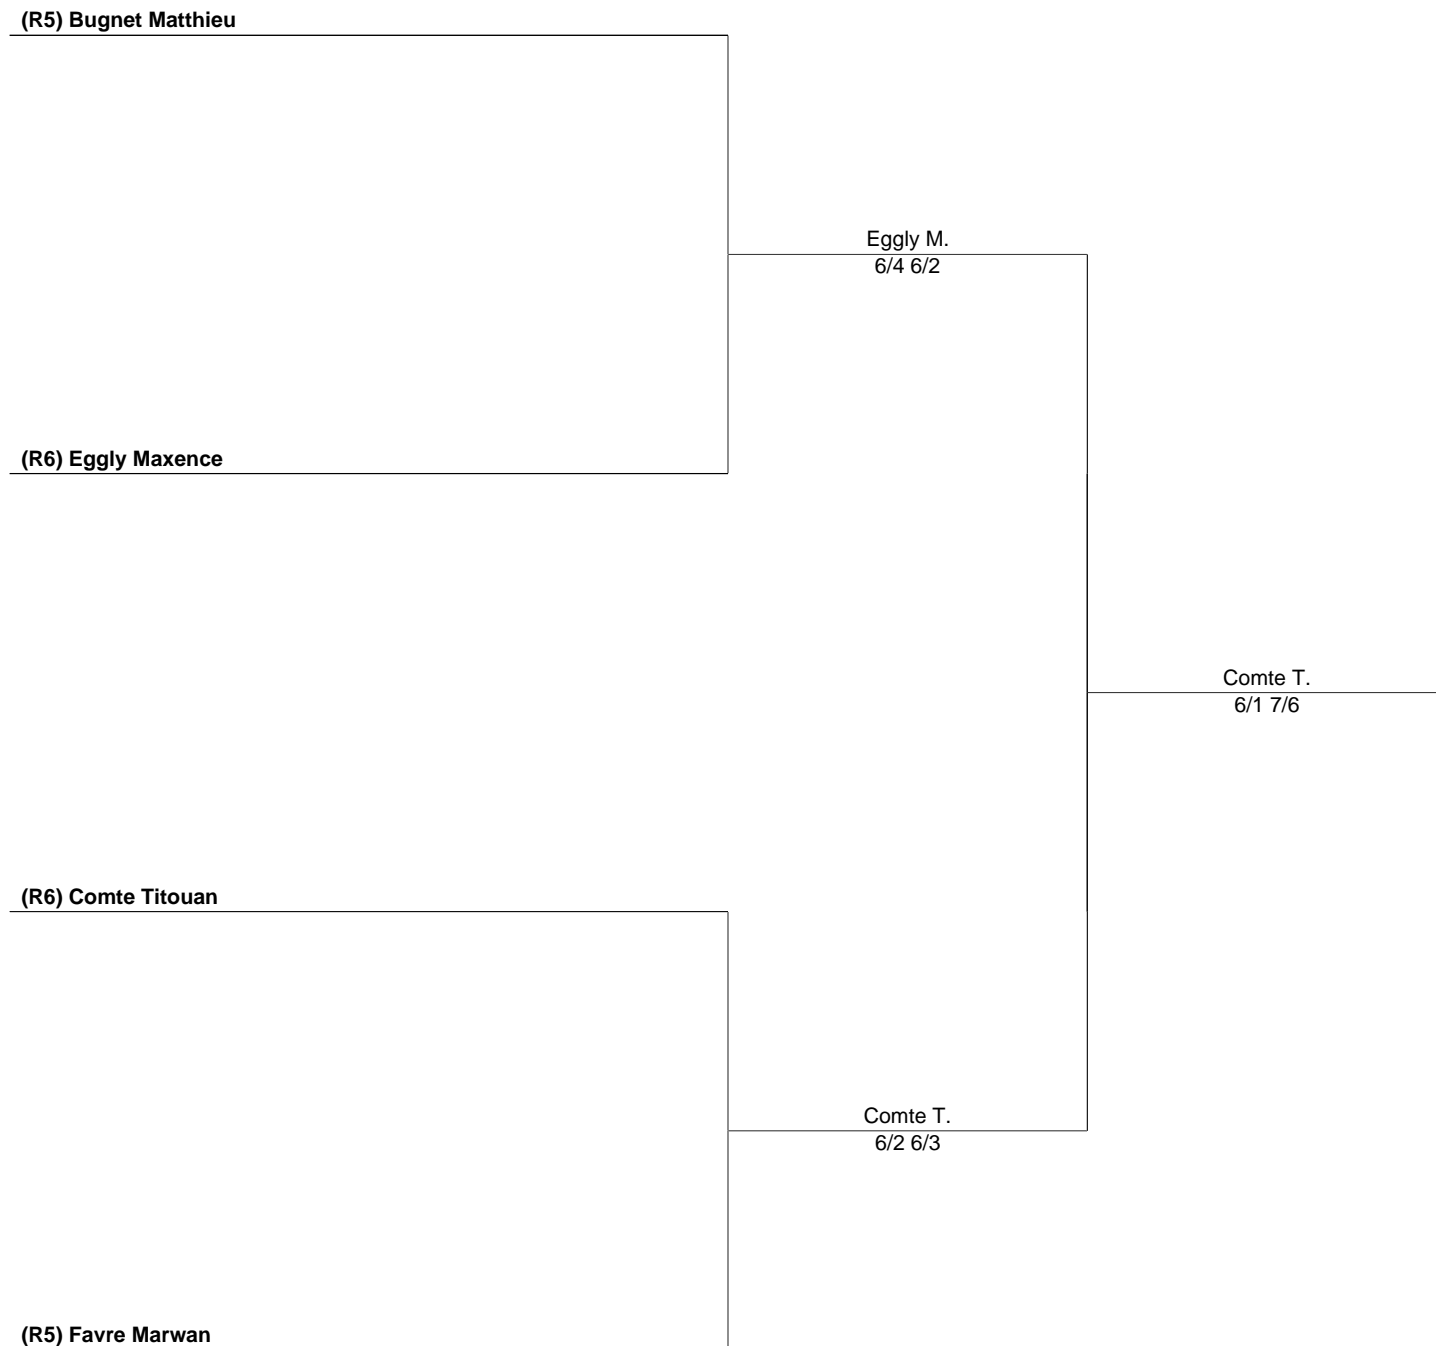 (R5) Bugnet Matthieu
Eggly M.
6/4 6/2
(R6) Eggly Maxence
Comte T.
6/1 7/6
(R6) Comte Titouan
Comte T.
6/2 6/3
(R5) Favre Marwan